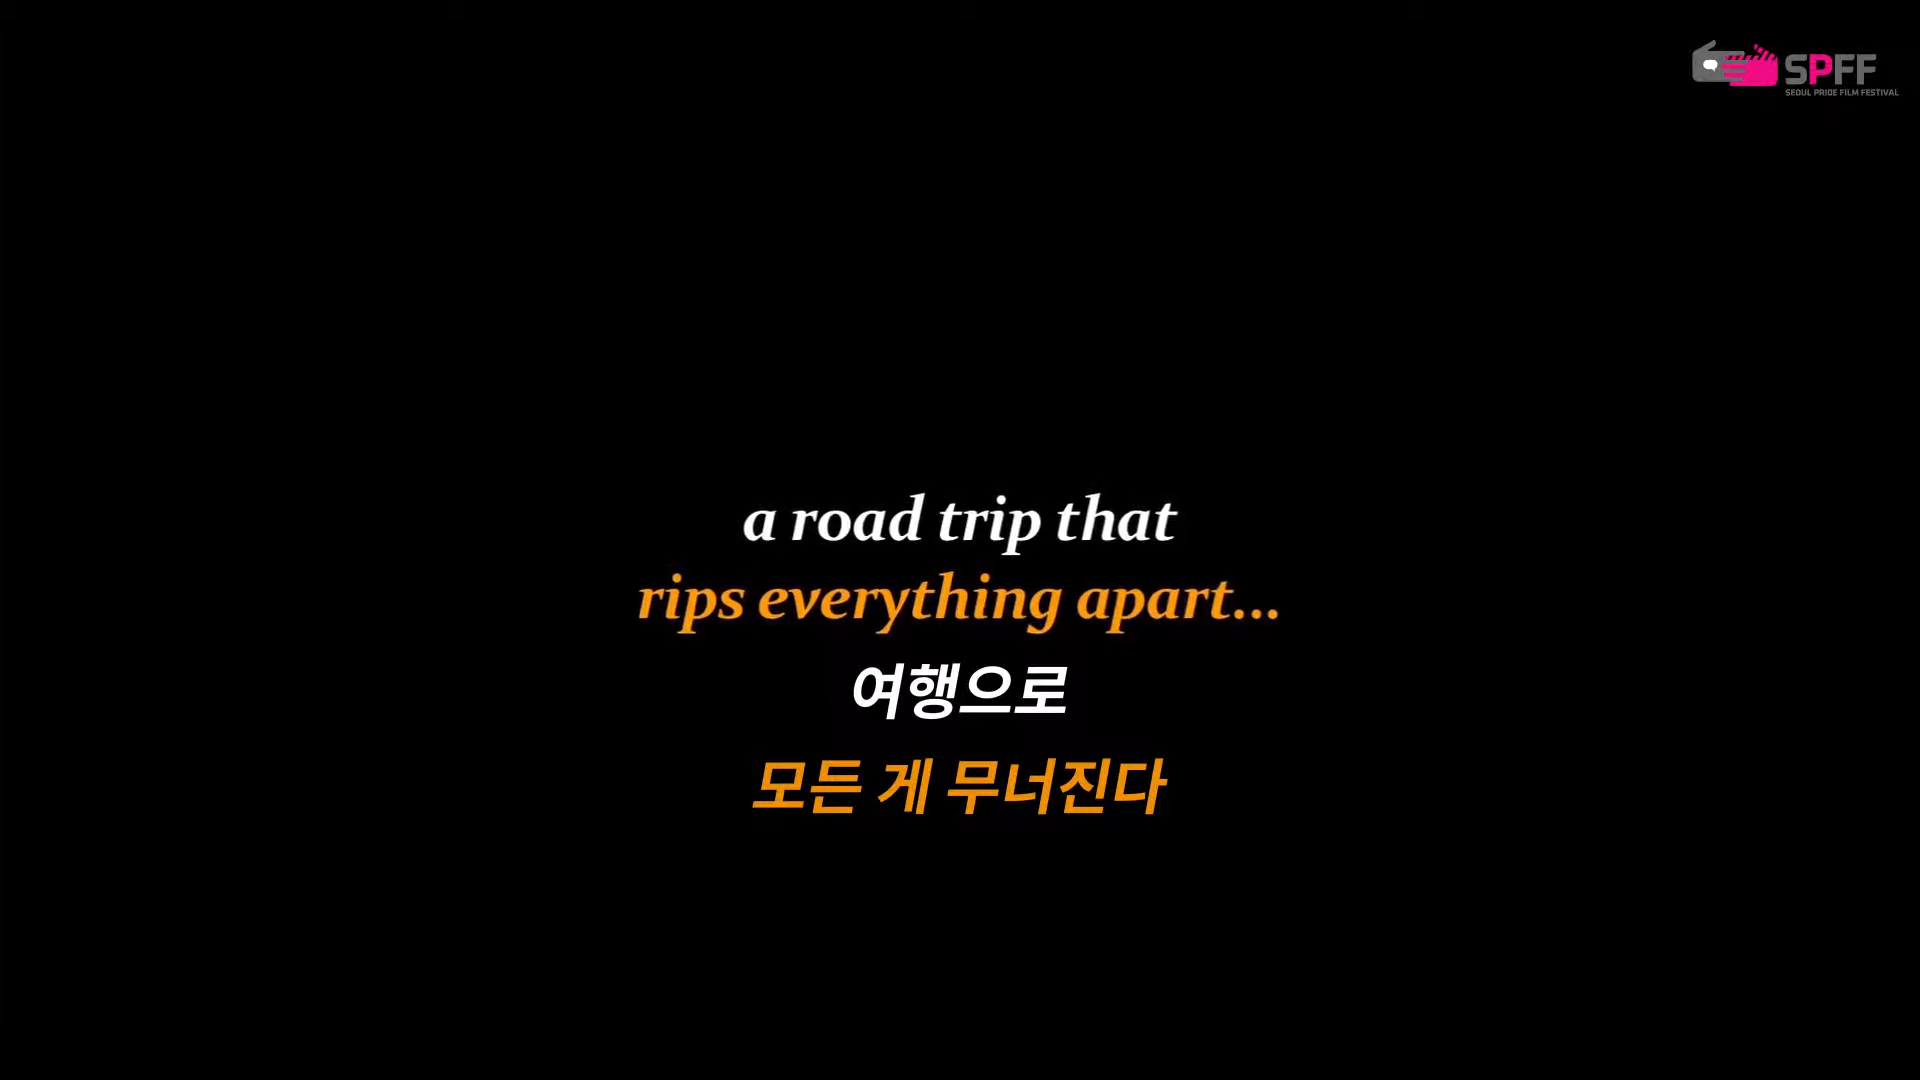 SPFF
SEOUL PRIDE FILM FESTIVAL
a road trip that
rips everything apart...
여행으로
모든 게 무너진다